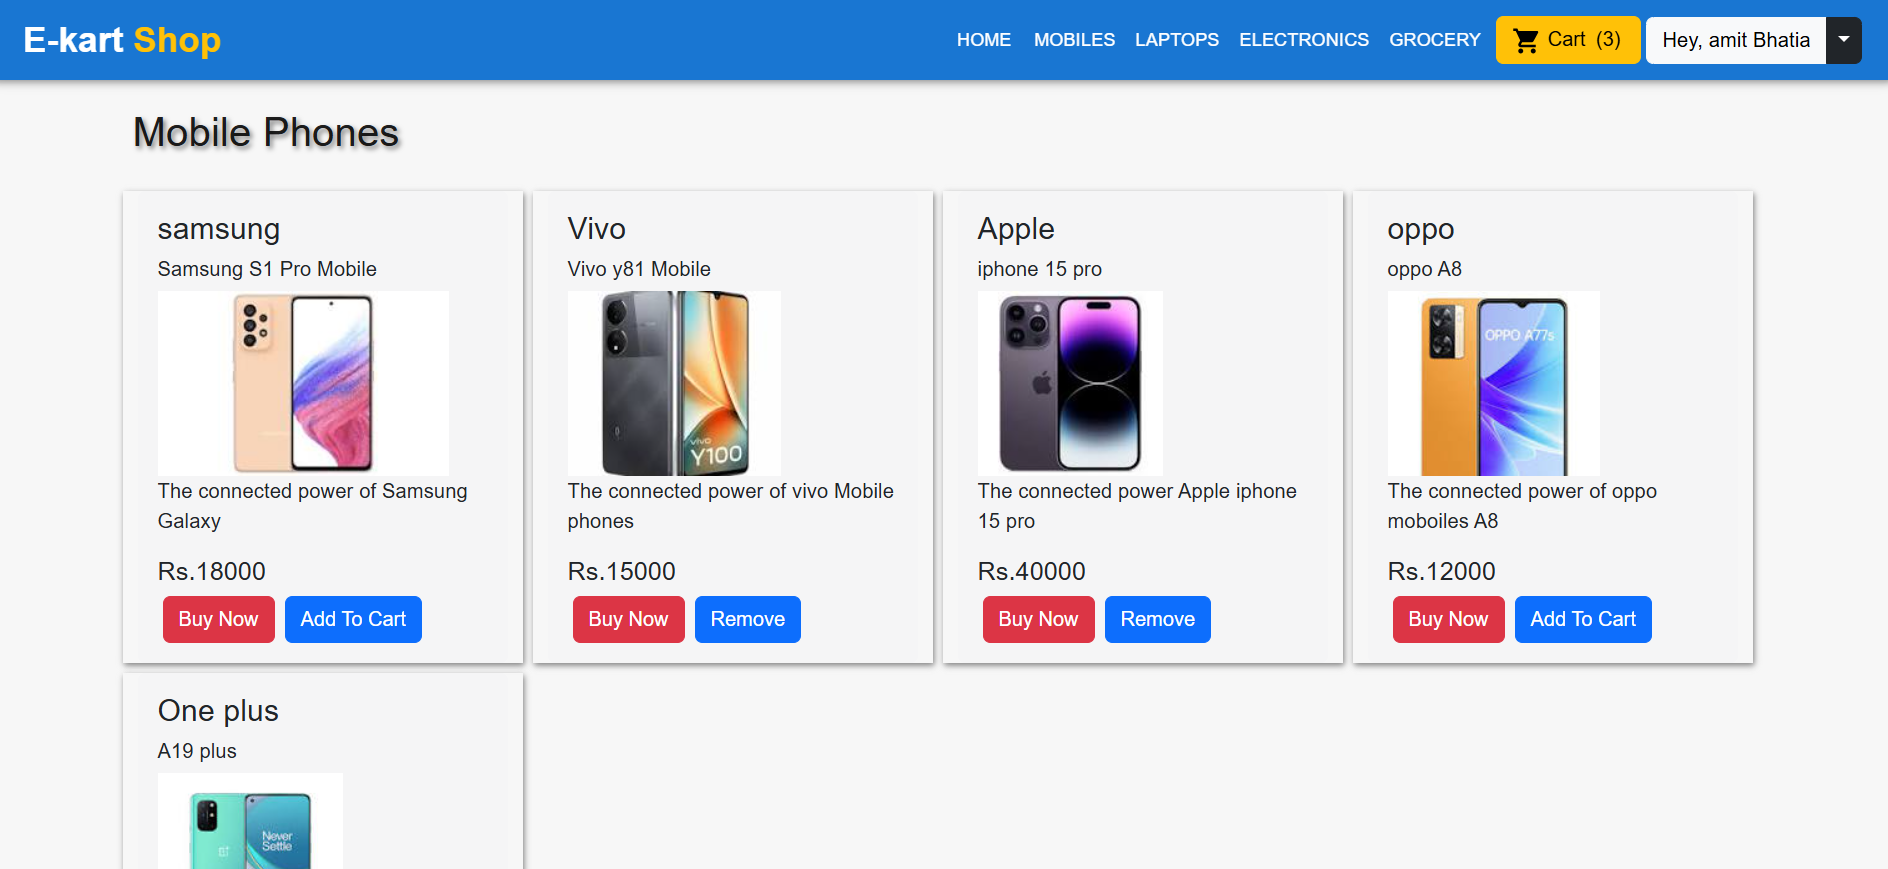 E-kart Shop HOME MOBILES LAPTOPS ELECTRONICS GROCERY Cart (3) Hey, amit Bhatia
Mobile Phones
samsung
Samsung S1 Pro Mobile
The connected power of Samsung
Galaxy
Rs.18000
Buy Now Add To Cart
Vivo
Vivo y81 Mobile
vivo
Y100
The connected power of vivo Mobile
phones
Rs.15000
Buy Now Remove
Apple
iphone 15 pro
The connected power Apple iphone
15 pro
Rs.40000
Buy Now Remove
oppo
oppo A8
OPPO A77s
The connected power of oppo
moboiles A8
Rs.12000
Buy Now Add To Cart
One plus
A19 plus
Never
Settle